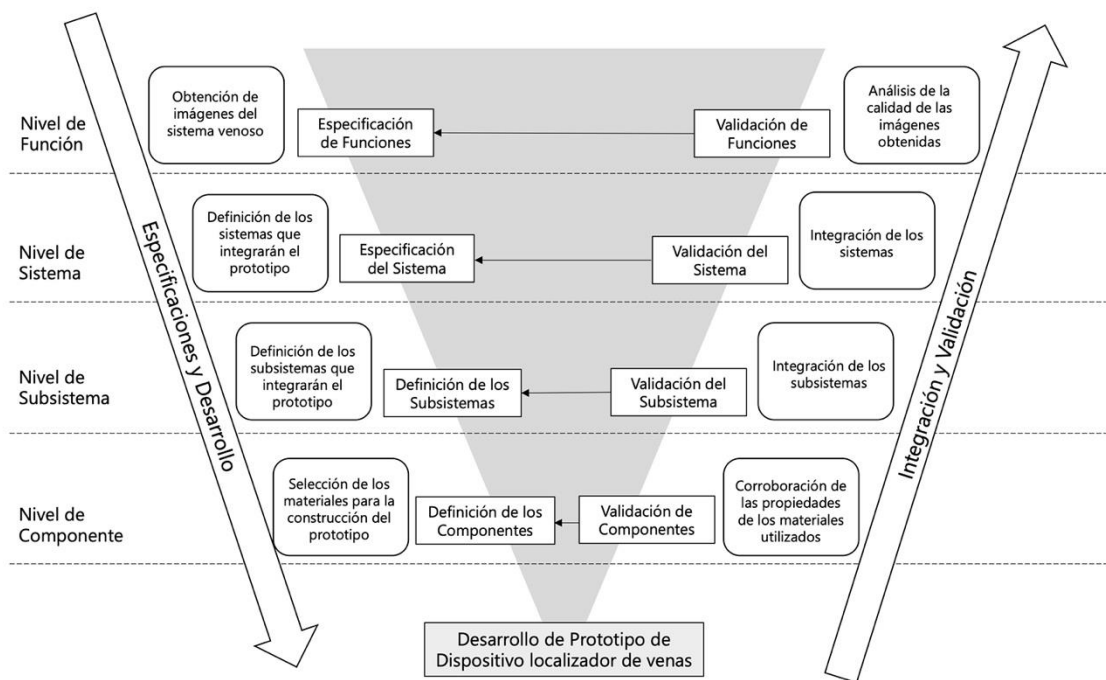 Obtención de
imágenes del
sistema venoso
Nivel de
Función
Especificación
de Funciones
Validación de
Funciones
Análisis de la
calidad de las
imágenes
obtenidas
Nivel de
Sistema
Definición de los
sistemas que
integrarán el
prototipo
Especificación
del Sistema
Validación del
Sistema
Integración de los
sistemas
Nivel de
Subsistema
Definición de los
subsistemas que
integrarán el
prototipo
Definición de los
Subsistemas
Validación del
Subsistema
Integración de los
subsistemas
Nivel de
Componente
Selección de los
materiales para la
construcción del
prototipo
Definición de los
Componentes
Validación de
Componentes
Corroboración de
las propiedades
de los materiales
utilizados
Especificaciones y Desarrollo
Integración y Validación
Desarrollo de Prototipo de
Dispositivo localizador de venas